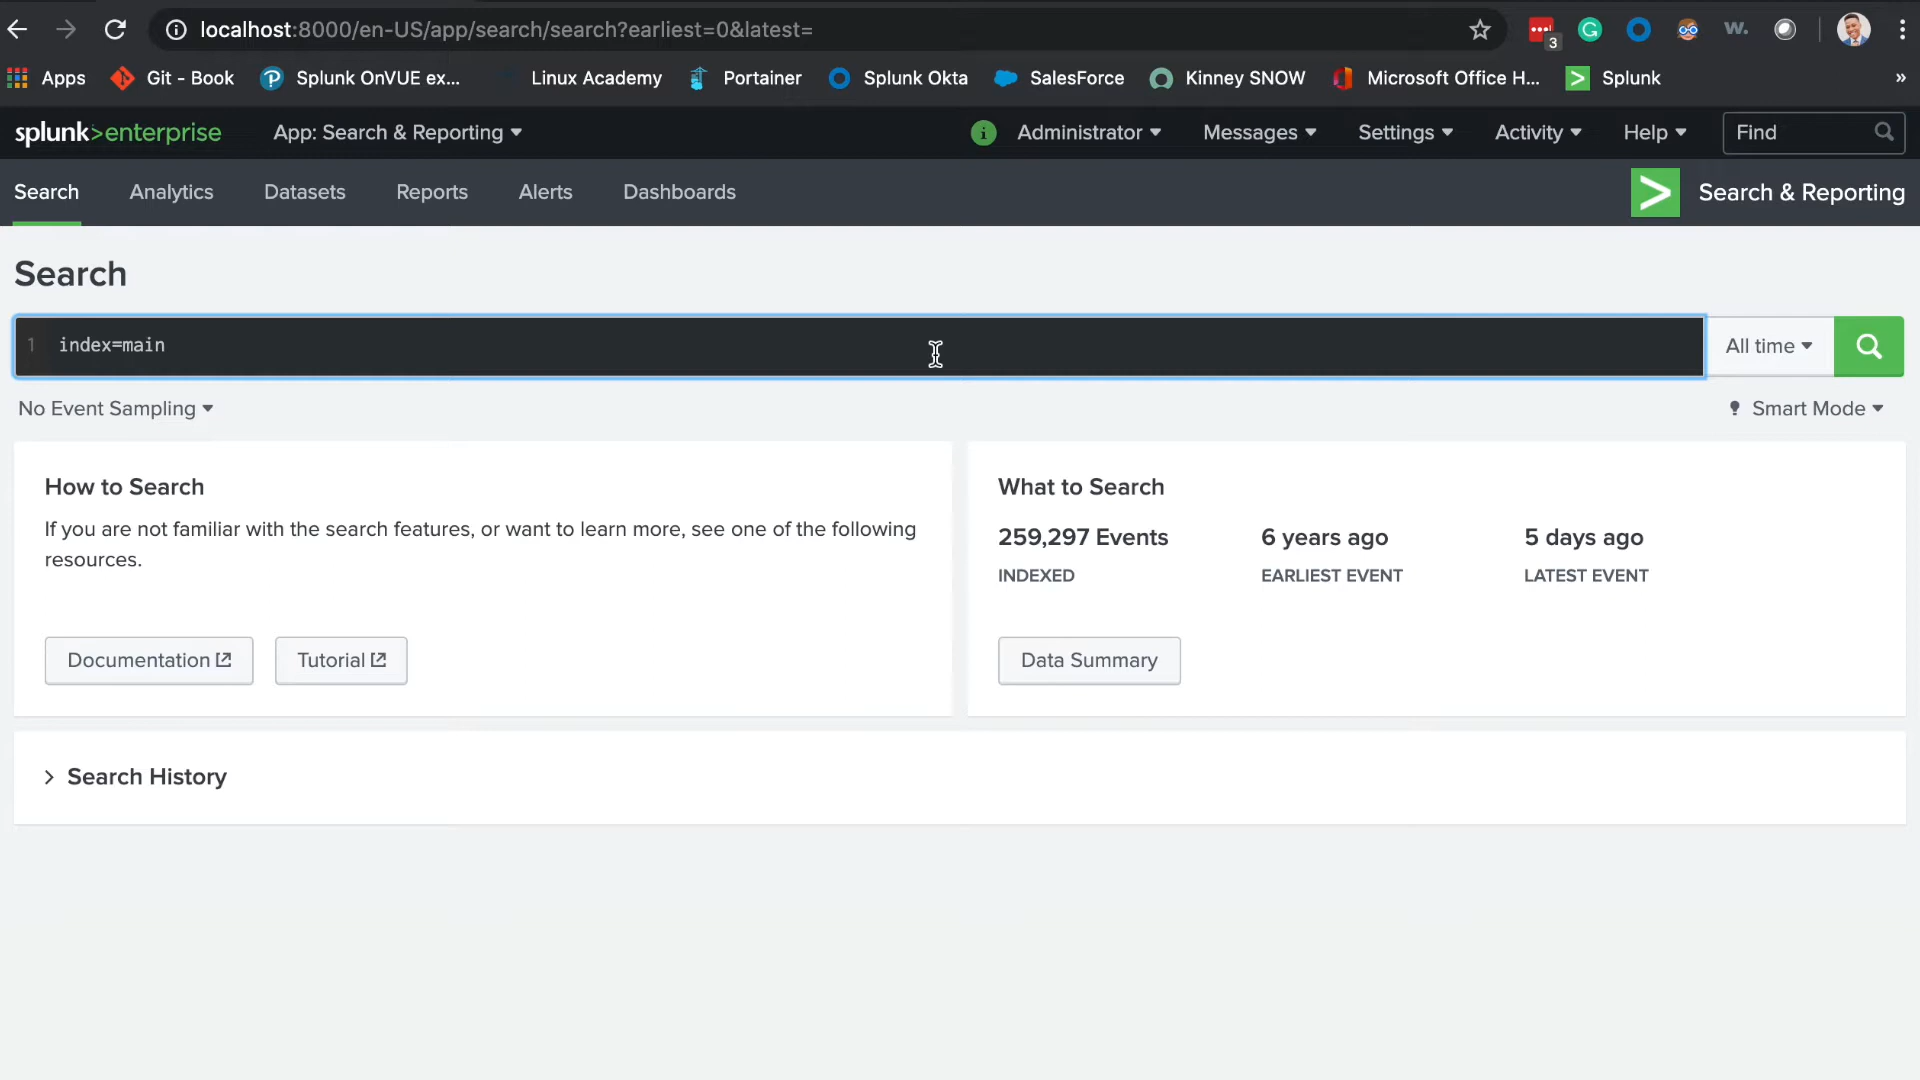 localhost:8000/en-US/app/search/search?earliest=0&latest=
3
Apps Git - Book Splunk OnVUE ex... Linux Academy Portainer Splunk Okta SalesForce Kinney SNOW Microsoft Office H... Splunk »
splunk>enterprise App: Search & Reporting Administrator Messages Settings Activity Help Find
Search Analytics Datasets Reports Alerts Dashboards Search & Reporting
Search
1 index=main All time
No Event Sampling Smart Mode
How to Search
If you are not familiar with the search features, or want to learn more, see one of the following
resources.
Documentation Tutorial
What to Search
259,297 Events 6 years ago 5 days ago
INDEXED EARLIEST EVENT LATEST EVENT
Data Summary
Search History